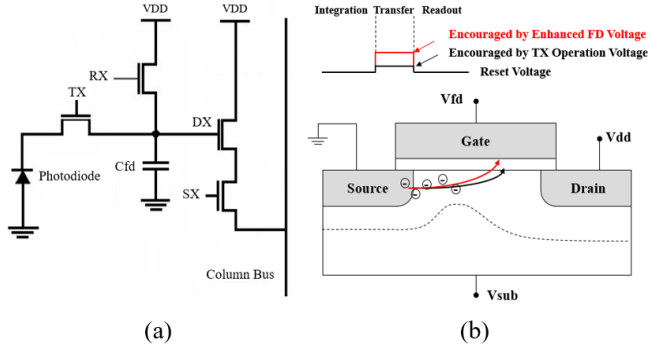 VDD
VDD
RX
TX
DX
Cfd
Photodiode
SX
Column Bus
(a)
Integration Transfer Readout
Encouraged by Enhanced FD Voltage
Encouraged by TX Operation Voltage
Reset Voltage
Vfd
Gate
Vdd
Source
Drain
Vsub
(b)